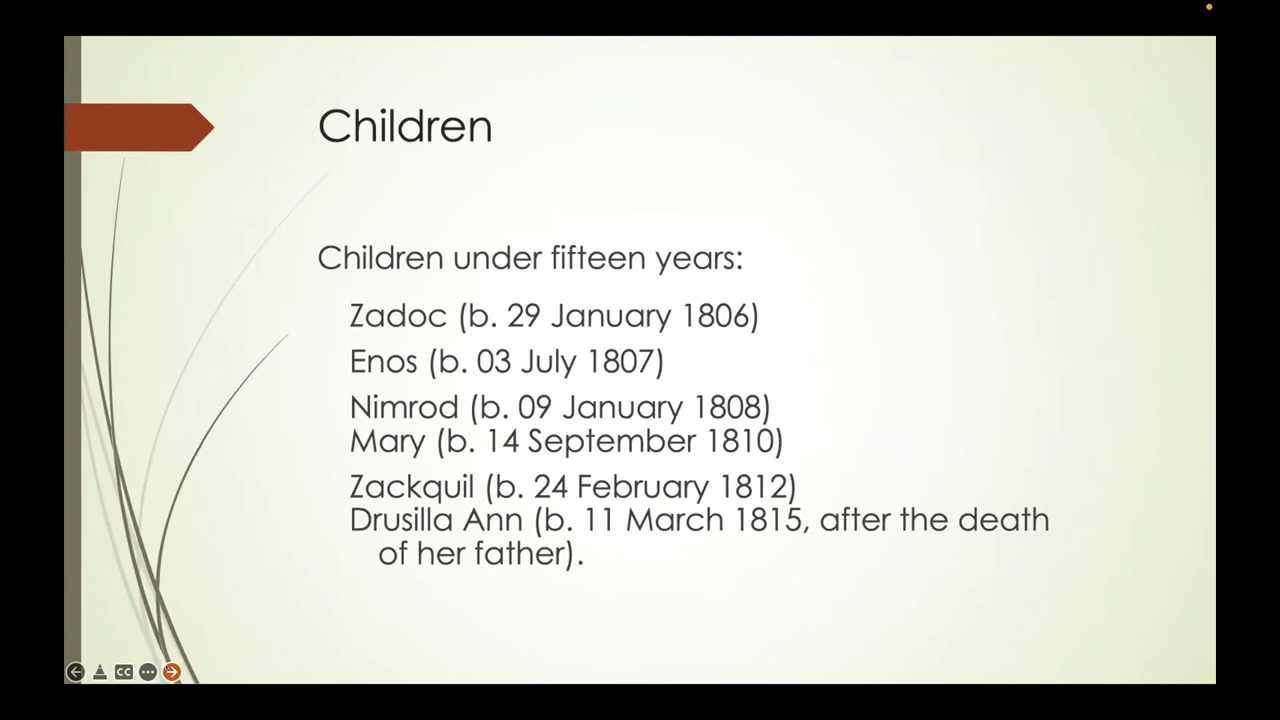 Children
Children under fifteen years:
Zadoc (b. 29 January 1806)
Enos (b. 03 July 1807)
Nimrod (b. 09 January 1808)
Mary (b. 14 September 1810)
Zackquil (b. 24 February 1812)
Drusilla Ann (b. 11 March 1815, after the death
of her father).
CC